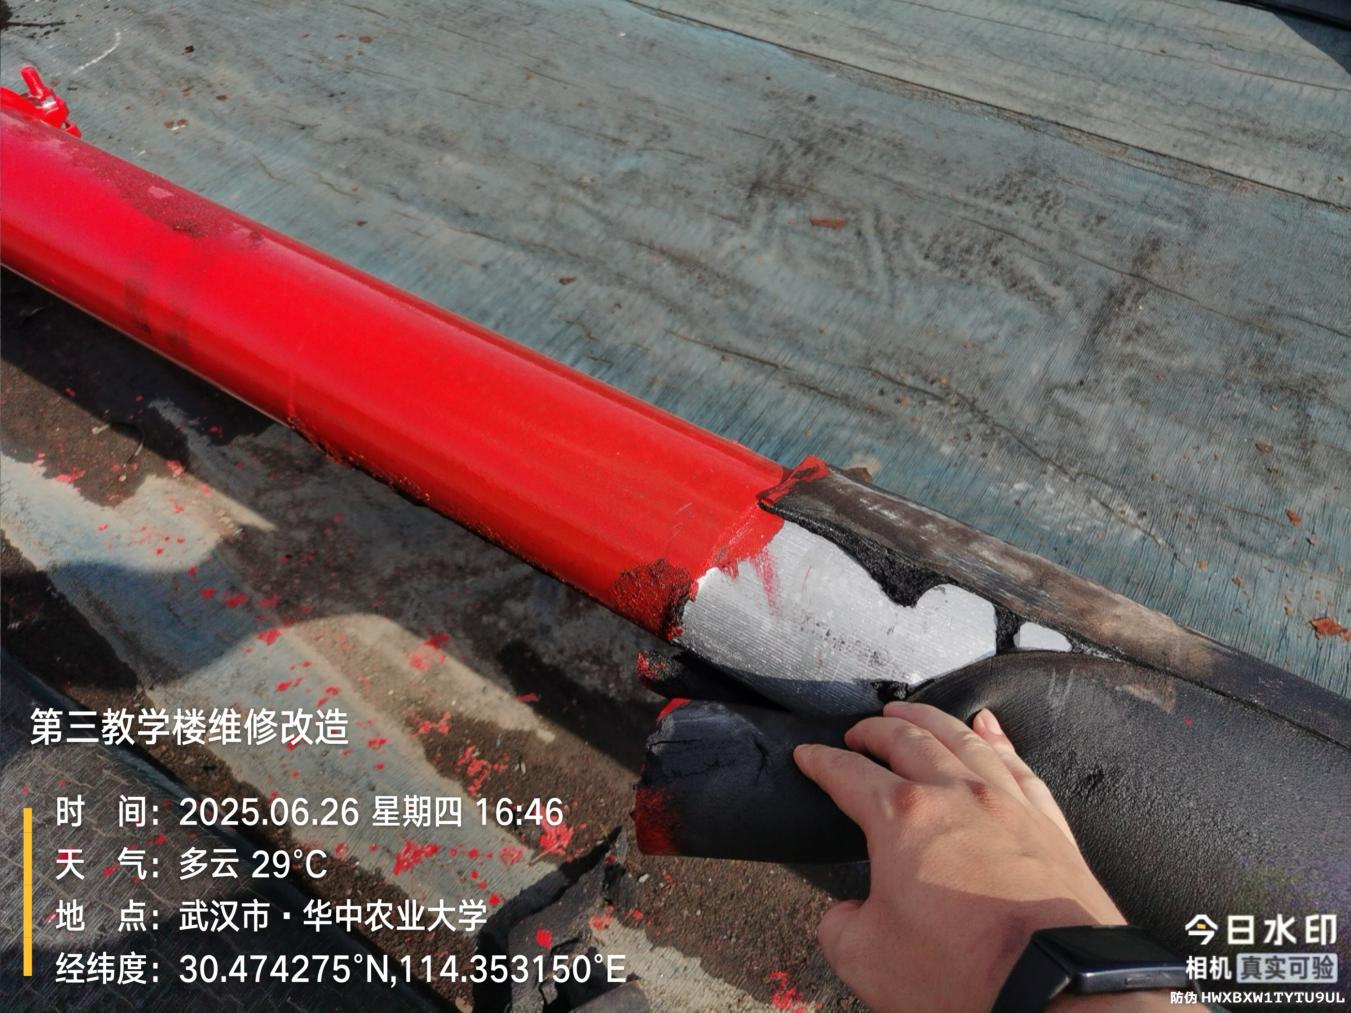 第三教学楼维修改造
时 间：2025.06.26 星期四 16:46
天 气：多云 29°C
地 点：武汉市·华中农业大学
经纬度：30.474275°N,114.353150°E
今日水印
相机 真实可验
防伪 HWXBXW1TYTU9UL